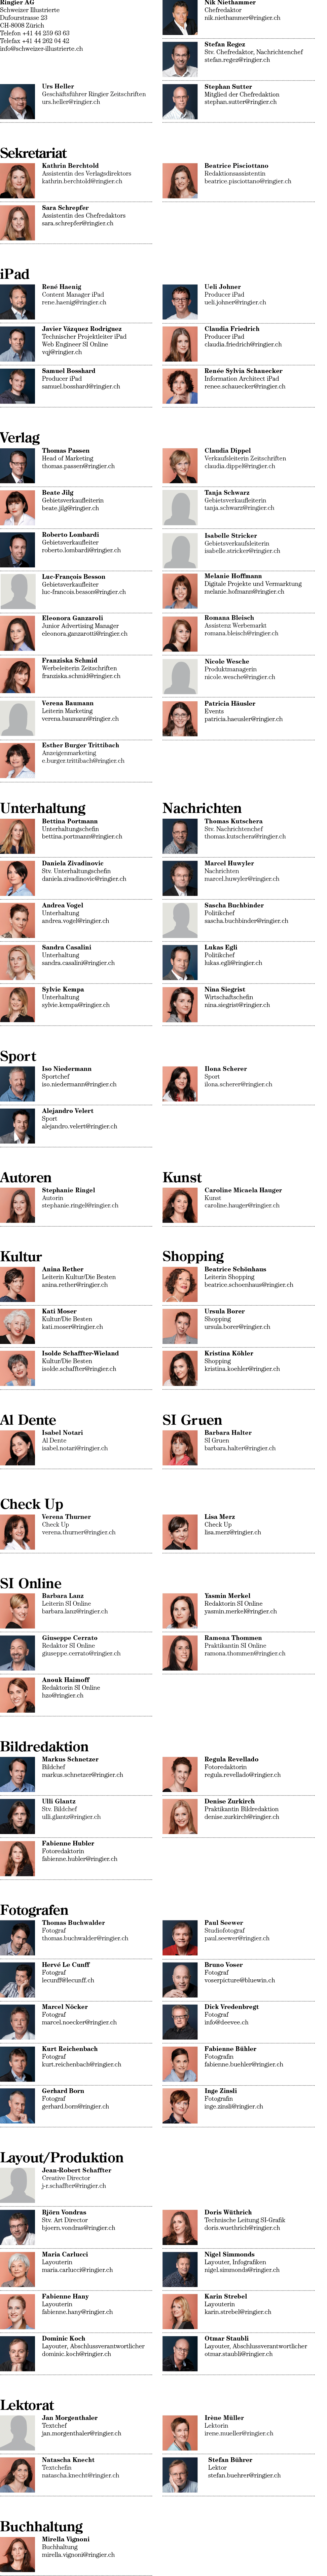 Ringier AG
Schweizer Illustrierte
Dufourstrasse 23
CH-8008 Zürich
Telefon +41 44 259 63 63
Telefax +41 44 262 04 42
info@schweizer-illustrierte.ch
Nik Niethammer
Chefredaktor
nik.niethammer@ringier.ch
Stefan Regez
Stv. Chefredaktor, Nachrichtenchef
stefan.regez@ringier.ch
Urs Heller
Geschäftsführer Ringier Zeitschriften
urs.heller@ringier.ch
Stephan Sutter
Mitglied der Chefredaktion
stephan.sutter@ringier.ch
Sekretariat
Kathrin Berchtold
Assistentin des Verlagsdirektors
kathrin.berchtold@ringier.ch
Beatrice Pisciottano
Redaktionsassistentin
beatrice.pisciottano@ringier.ch
Sara Schrepfer
Assistentin des Chefredaktors
sara.schrepfer@ringier.ch
iPad
René Haenig
Content Manager iPad
rene.haenig@ringier.ch
Ueli Johner
Producer iPad
ueli.johner@ringier.ch
Javier Vázquez Rodriguez
Technischer Projektleiter iPad
Web Engineer SI Online
vqj@ringier.ch
Claudia Friedrich
Producer iPad
claudia.friedrich@ringier.ch
Samuel Bosshard
Producer iPad
samuel.bosshard@ringier.ch
Renée Sylvia Schauecker
Information Architect iPad
renee.schauecker@ringier.ch
Verlag
Thomas Passen
Head of Marketing
thomas.passen@ringier.ch
Claudia Dippel
Verkaufsleiterin Zeitschriften
claudia.dippel@ringier.ch
Beate Jilg
Gebietsverkaufleiterin
beate.jilg@ringier.ch
Tanja Schwarz
Gebietsverkaufleiterin
tanja.schwarz@ringier.ch
Roberto Lombardi
Gebietsverkaufleiter
roberto.lombardi@ringier.ch
Isabelle Stricker
Gebietsverkaufsleiterin
isabelle.stricker@ringier.ch
Luc-François Besson
Gebietsverkaufleiter
luc-francois.besson@ringier.ch
Melanie Hoffmann
Digitale Projekte und Vermarktung
melanie.hofmann@ringier.ch
Eleonora Ganzaroli
Junior Advertising Manager
eleonora.ganzarotti@ringier.ch
Romana Bleisch
Assistenz Werbemarkt
romana.bleisch@ringier.ch
Franziska Schmid
Werbeleiterin Zeitschriften
franziska.schmid@ringier.ch
Nicole Wesche
Produktmanagerin
nicole.wesche@ringier.ch
Verena Baumann
Leiterin Marketing
verena.baumann@ringier.ch
Patricia Häusler
Events
patricia.haeusler@ringier.ch
Esther Burger Trittibach
Anzeigenmarketing
e.burger.trittibach@ringier.ch
Unterhaltung
Bettina Portmann
Unterhaltungschefin
bettina.portmann@ringier.ch
Daniela Zivadinovic
Stv. Unterhaltungschefin
daniela.zivadinovic@ringier.ch
Andrea Vogel
Unterhaltung
andrea.vogel@ringier.ch
Sandra Casalini
Unterhaltung
sandra.casalini@ringier.ch
Sylvie Kempa
Unterhaltung
sylvie.kempa@ringier.ch
Nachrichten
Thomas Kutschera
Stv. Nachrichtenchef
thomas.kutschera@ringier.ch
Marcel Huwyler
Nachrichten
marcel.huwyler@ringier.ch
Sascha Buchbinder
Politikchef
sascha.buchbinder@ringier.ch
Lukas Egli
Politikchef
lukas.egli@ringier.ch
Nina Siegrist
Wirtschaftschefin
nina.siegrist@ringier.ch
Sport
Iso Niedermann
Sportchef
iso.niedermann@ringier.ch
Ilona Scherer
Sport
ilona.scherer@ringier.ch
Alejandro Velert
Sport
alejandro.velert@ringier.ch
Autoren
Stephanie Ringel
Autorin
stephanie.ringel@ringier.ch
Kunst
Caroline Micaela Hauger
Kunst
caroline.hauger@ringier.ch
Kultur
Anina Rether
Leiterin Kultur/Die Besten
anina.rether@ringier.ch
Kati Moser
Kultur/Die Besten
kati.moser@ringier.ch
Isolde Schaffter-Wieland
Kultur/Die Besten
isolde.schaffter@ringier.ch
Shopping
Beatrice Schönhaus
Leiterin Shopping
beatrice.schoenhaus@ringier.ch
Ursula Borer
Shopping
ursula.borer@ringier.ch
Kristina Köhler
Shopping
kristina.koehler@ringier.ch
Al Dente
Isabel Notari
Al Dente
isabel.notari@ringier.ch
SI Gruen
Barbara Halter
SI Gruen
barbara.halter@ringier.ch
Check Up
Verena Thurner
Check Up
verena.thurner@ringier.ch
Lisa Merz
Check Up
lisa.merz@ringier.ch
SI Online
Barbara Lanz
Leiterin SI Online
barbara.lanz@ringier.ch
Yasmin Merkel
Redaktorin SI Online
yasmin.merkel@ringier.ch
Giuseppe Cerrato
Redaktor SI Online
giuseppe.cerrato@ringier.ch
Ramona Thommen
Praktikantin SI Online
ramona.thommen@ringier.ch
Anouk Haimoff
Redaktorin SI Online
hzo@ringier.ch
Bildredaktion
Markus Schnetzer
Bildchef
markus.schnetzer@ringier.ch
Regula Revellado
Fotoredaktorin
regula.revellado@ringier.ch
Ulli Glantz
Stv. Bildchef
ulli.glantz@ringier.ch
Denise Zurkirch
Praktikantin Bildredaktion
denise.zurkirch@ringier.ch
Fabienne Hubler
Fotoredaktorin
fabienne.hubler@ringier.ch
Fotografen
Thomas Buchwalder
Fotograf
thomas.buchwalder@ringier.ch
Paul Seewer
Studiofotograf
paul.seewer@ringier.ch
Hervé Le Cunff
Fotograf
lecunff@lecunff.ch
Bruno Voser
Fotograf
voserpicture@bluewin.ch
Marcel Nöcker
Fotograf
marcel.noecker@ringier.ch
Dick Vredenbregt
Fotograf
info@deevee.ch
Kurt Reichenbach
Fotograf
kurt.reichenbach@ringier.ch
Fabienne Bühler
Fotografin
fabienne.buehler@ringier.ch
Gerhard Born
Fotograf
gerhard.born@ringier.ch
Inge Zinsli
Fotografin
inge.zinsli@ringier.ch
Layout/Produktion
Jean-Robert Schaffter
Creative Director
j-r.schaffter@ringier.ch
Björn Vondras
Stv. Art Director
bjoern.vondras@ringier.ch
Doris Wüthrich
Technische Leitung SI-Grafik
doris.wuethrich@ringier.ch
Maria Carlucci
Layouterin
maria.carlucci@ringier.ch
Nigel Simmonds
Layouter, Infografiken
nigel.simmonds@ringier.ch
Fabienne Hany
Layouterin
fabienne.hany@ringier.ch
Karin Strebel
Layouterin
karin.strebel@ringier.ch
Dominic Koch
Layouter, Abschlussverantwortlicher
dominic.koch@ringier.ch
Otmar Staubli
Layouter, Abschlussverantwortlicher
otmar.staubli@ringier.ch
Lektorat
Jan Morgenthaler
Textchef
jan.morgenthaler@ringier.ch
Irène Müller
Lektorin
irene.mueller@ringier.ch
Natascha Knecht
Textchefin
natascha.knecht@ringier.ch
Stefan Bührer
Lektor
stefan.buehrer@ringier.ch
Buchhaltung
Mirella Vignoni
Buchhaltung
mirella.vignoni@ringier.ch